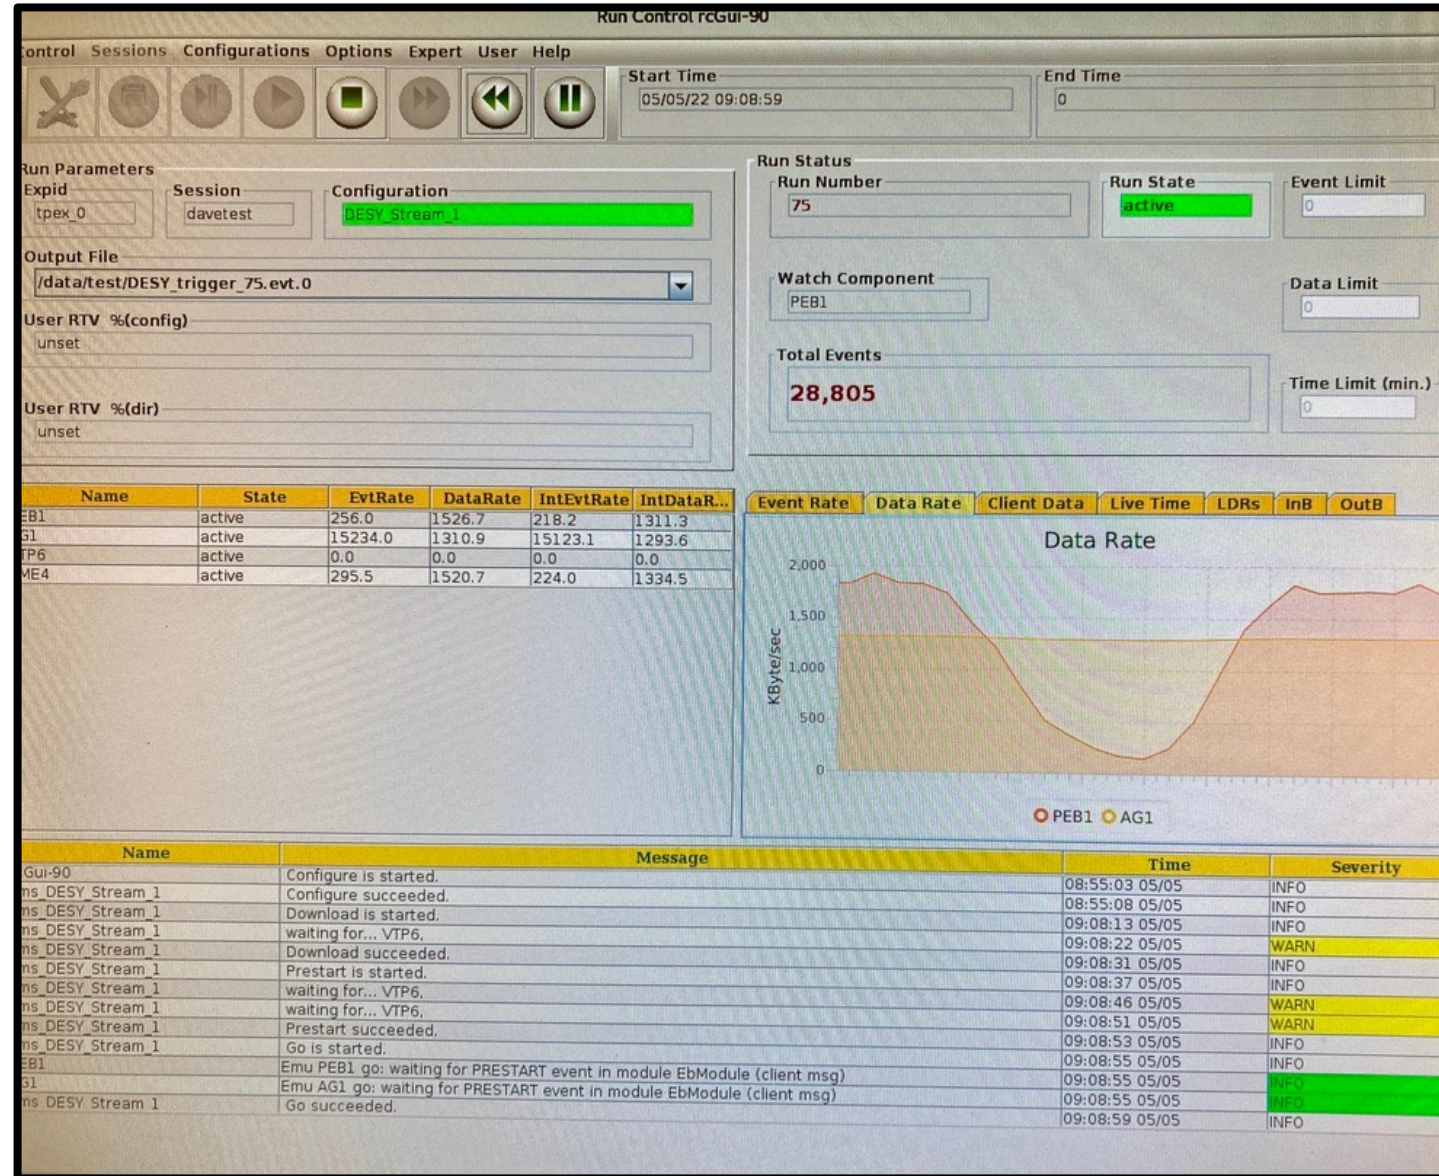 Run Control rcGui-90
ontrol Sessions Configurations Options Expert User Help
Start Time
05/05/22 09:08:59
End Time
0
Run Parameters
Expid
tpex_0
Session
davetest
Configuration
DESY_Stream_1
Output File
/data/test/DESY_trigger_75.evt.0
User RTV %(config)
unset
User RTV %(dir)
unset
Run Status
Run Number
75
Run State
active
Event Limit
0
Watch Component
PEB1
Data Limit
0
Total Events
28,805
Time Limit (min.)
0
Name State EvtRate DataRate IntEvtRate IntDataR...
EB1 active 256.0 1526.7 218.2 1311.3
G1 active 15234.0 1310.9 15123.1 1293.6
TP6 active 0.0 0.0 0.0 0.0
ME4 active 295.5 1520.7 224.0 1334.5
Event Rate Data Rate Client Data Live Time LDRs InB OutB
Data Rate
KByte/sec
2,000
1,500
1,000
500
0
PEB1 AG1
Name Message Time Severity
Gui-90 Configure is started. 08:55:03 05/05 INFO
ms_DESY_Stream_1 Configure succeeded. 08:55:08 05/05 INFO
ms_DESY_Stream_1 Download is started. 09:08:13 05/05 INFO
ms_DESY_Stream_1 waiting for... VTP6, 09:08:22 05/05 WARN
ms_DESY_Stream_1 Download succeeded. 09:08:31 05/05 INFO
ms_DESY_Stream_1 Prestart is started. 09:08:37 05/05 INFO
ms_DESY_Stream_1 waiting for... VTP6, 09:08:46 05/05 WARN
ms_DESY_Stream_1 waiting for... VTP6, 09:08:51 05/05 WARN
ms_DESY_Stream_1 Prestart succeeded. 09:08:53 05/05 INFO
ms_DESY_Stream_1 Go is started. 09:08:55 05/05 INFO
EB1 Emu PEB1 go: waiting for PRESTART event in module EbModule (client msg) 09:08:55 05/05 INFO
G1 Emu AG1 go: waiting for PRESTART event in module EbModule (client msg) 09:08:55 05/05 INFO
ms_DESY_Stream_1 Go succeeded. 09:08:59 05/05 INFO